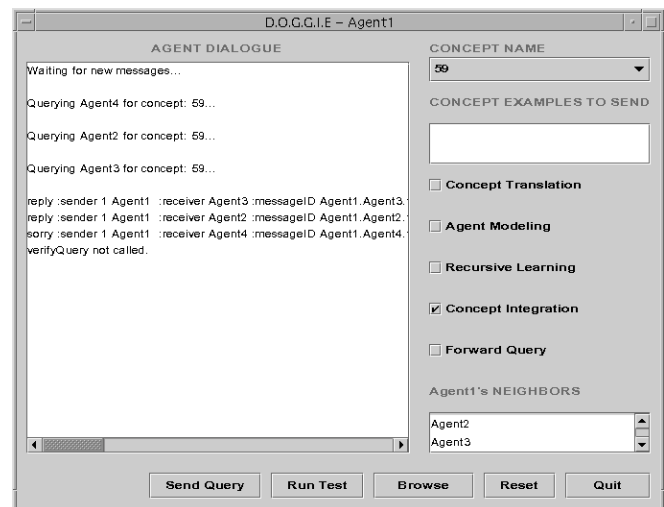 D.O.G.G.I.E – Agent1
AGENT DIALOGUE
Waiting for new messages...
Querying Agent4 for concept: 59...
Querying Agent2 for concept: 59...
Querying Agent3 for concept: 59...
reply :sender 1 Agent1 :receiver Agent3 :messageID Agent1.Agent3.
reply :sender 1 Agent1 :receiver Agent2 :messageID Agent1.Agent2.
sorry :sender 1 Agent1 :receiver Agent4 :messageID Agent1.Agent4.
verifyQuery not called.
CONCEPT NAME
59
CONCEPT EXAMPLES TO SEND
Concept Translation
Agent Modeling
Recursive Learning
Concept Integration
Forward Query
Agent1's NEIGHBORS
Agent2
Agent3
Send Query Run Test Browse Reset Quit